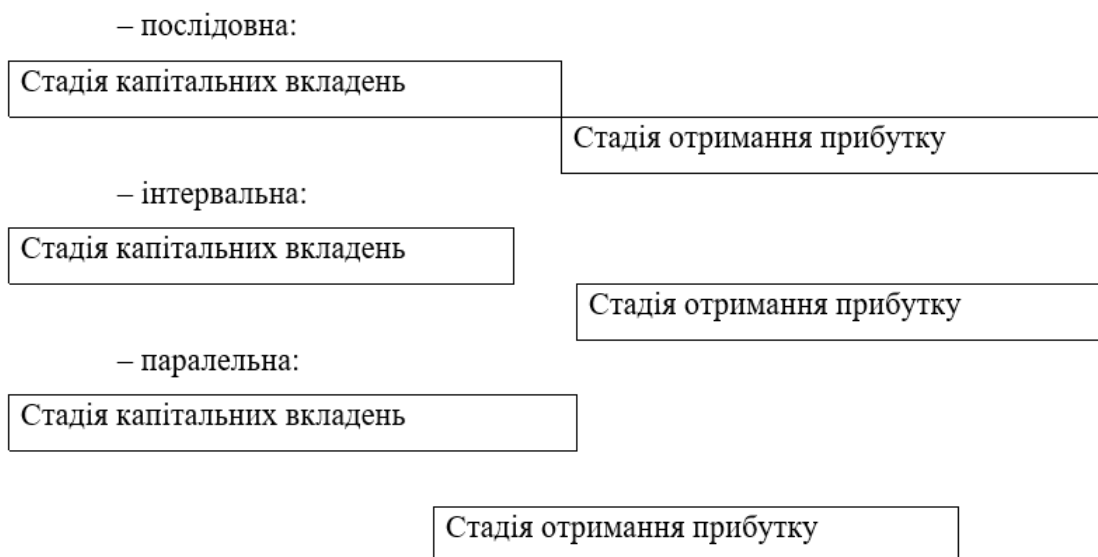 – послідовна:
Стадія капітальних вкладень
Стадія отримання прибутку
– інтервальна:
Стадія капітальних вкладень
Стадія отримання прибутку
– паралельна:
Стадія капітальних вкладень
Стадія отримання прибутку